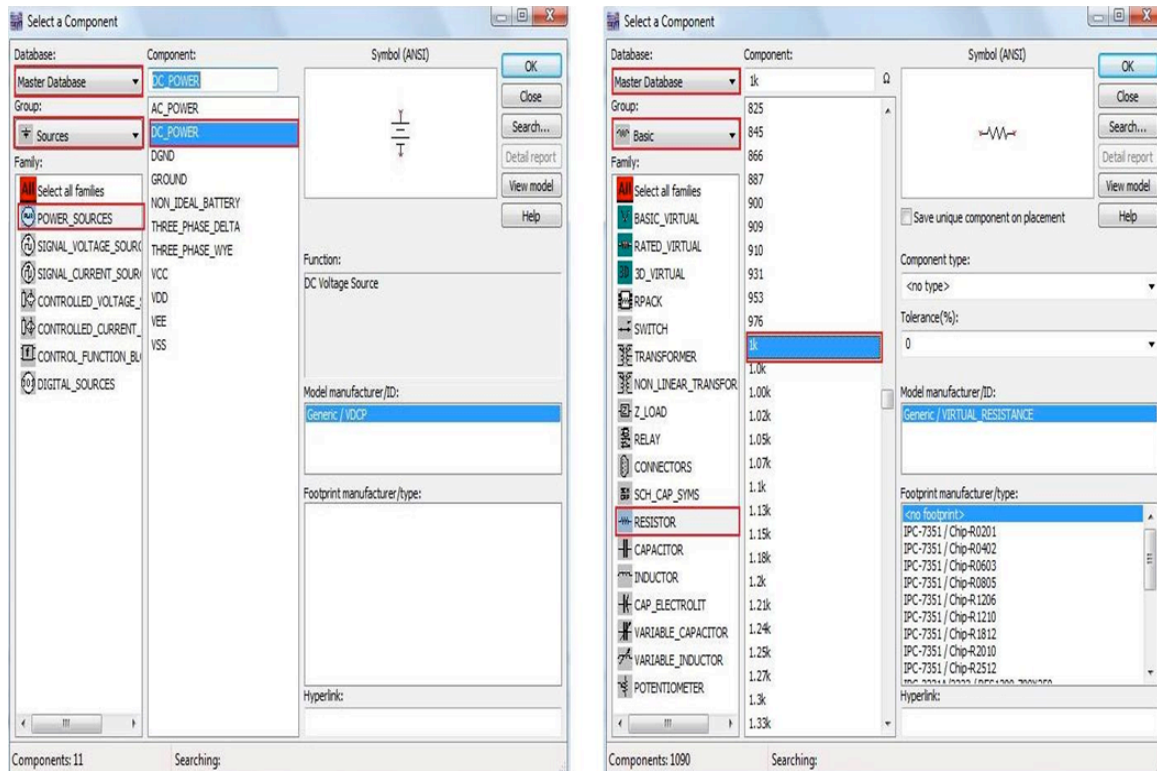 Select a Component
Database:
Master Database
Group:
Sources
Family:
All Select all families
POWER_SOURCES
SIGNAL_VOLTAGE_SOUR
SIGNAL_CURRENT_SOUR
CONTROLLED_VOLTAGE_
CONTROLLED_CURRENT_
CONTROL_FUNCTION_BL
DIGITAL_SOURCES
Component:
DC_POWER
AC_POWER
DC_POWER
DGND
GROUND
NON_IDEAL_BATTERY
THREE_PHASE_DELTA
THREE_PHASE_WYE
VCC
VDD
VEE
VSS
Symbol (ANSI)
Function:
DC Voltage Source
Model manufacturer/ID:
Generic / VDCP
Footprint manufacturer/type:
Hyperlink:
OK
Close
Search...
Detail report
View model
Help
Components: 11
Searching:
Select a Component
Database:
Master Database
Group:
Basic
Family:
All Select all families
BASIC_VIRTUAL
RATED_VIRTUAL
3D 3D_VIRTUAL
RPACK
SWITCH
TRANSFORMER
NON_LINEAR_TRANSFOR
Z_LOAD
RELAY
CONNECTORS
SCH_CAP_SYMS
RESISTOR
CAPACITOR
INDUCTOR
CAP_ELECTROLIT
VARIABLE_CAPACITOR
VARIABLE_INDUCTOR
POTENTIOMETER
Component:
1k Ω
825
845
866
887
900
909
910
931
953
976
1k
1.0k
1.00k
1.02k
1.05k
1.07k
1.1k
1.13k
1.15k
1.18k
1.2k
1.21k
1.24k
1.25k
1.27k
1.3k
1.33k
Symbol (ANSI)
Save unique component on placement
Component type:
<no type>
Tolerance(%):
0
Model manufacturer/ID:
Generic / VIRTUAL_RESISTANCE
Footprint manufacturer/type:
<no footprint>
IPC-7351 / Chip-R0201
IPC-7351 / Chip-R0402
IPC-7351 / Chip-R0603
IPC-7351 / Chip-R0805
IPC-7351 / Chip-R1206
IPC-7351 / Chip-R1210
IPC-7351 / Chip-R1812
IPC-7351 / Chip-R2010
IPC-7351 / Chip-R2512
Hyperlink:
OK
Close
Search...
Detail report
View model
Help
Components: 1090
Searching: